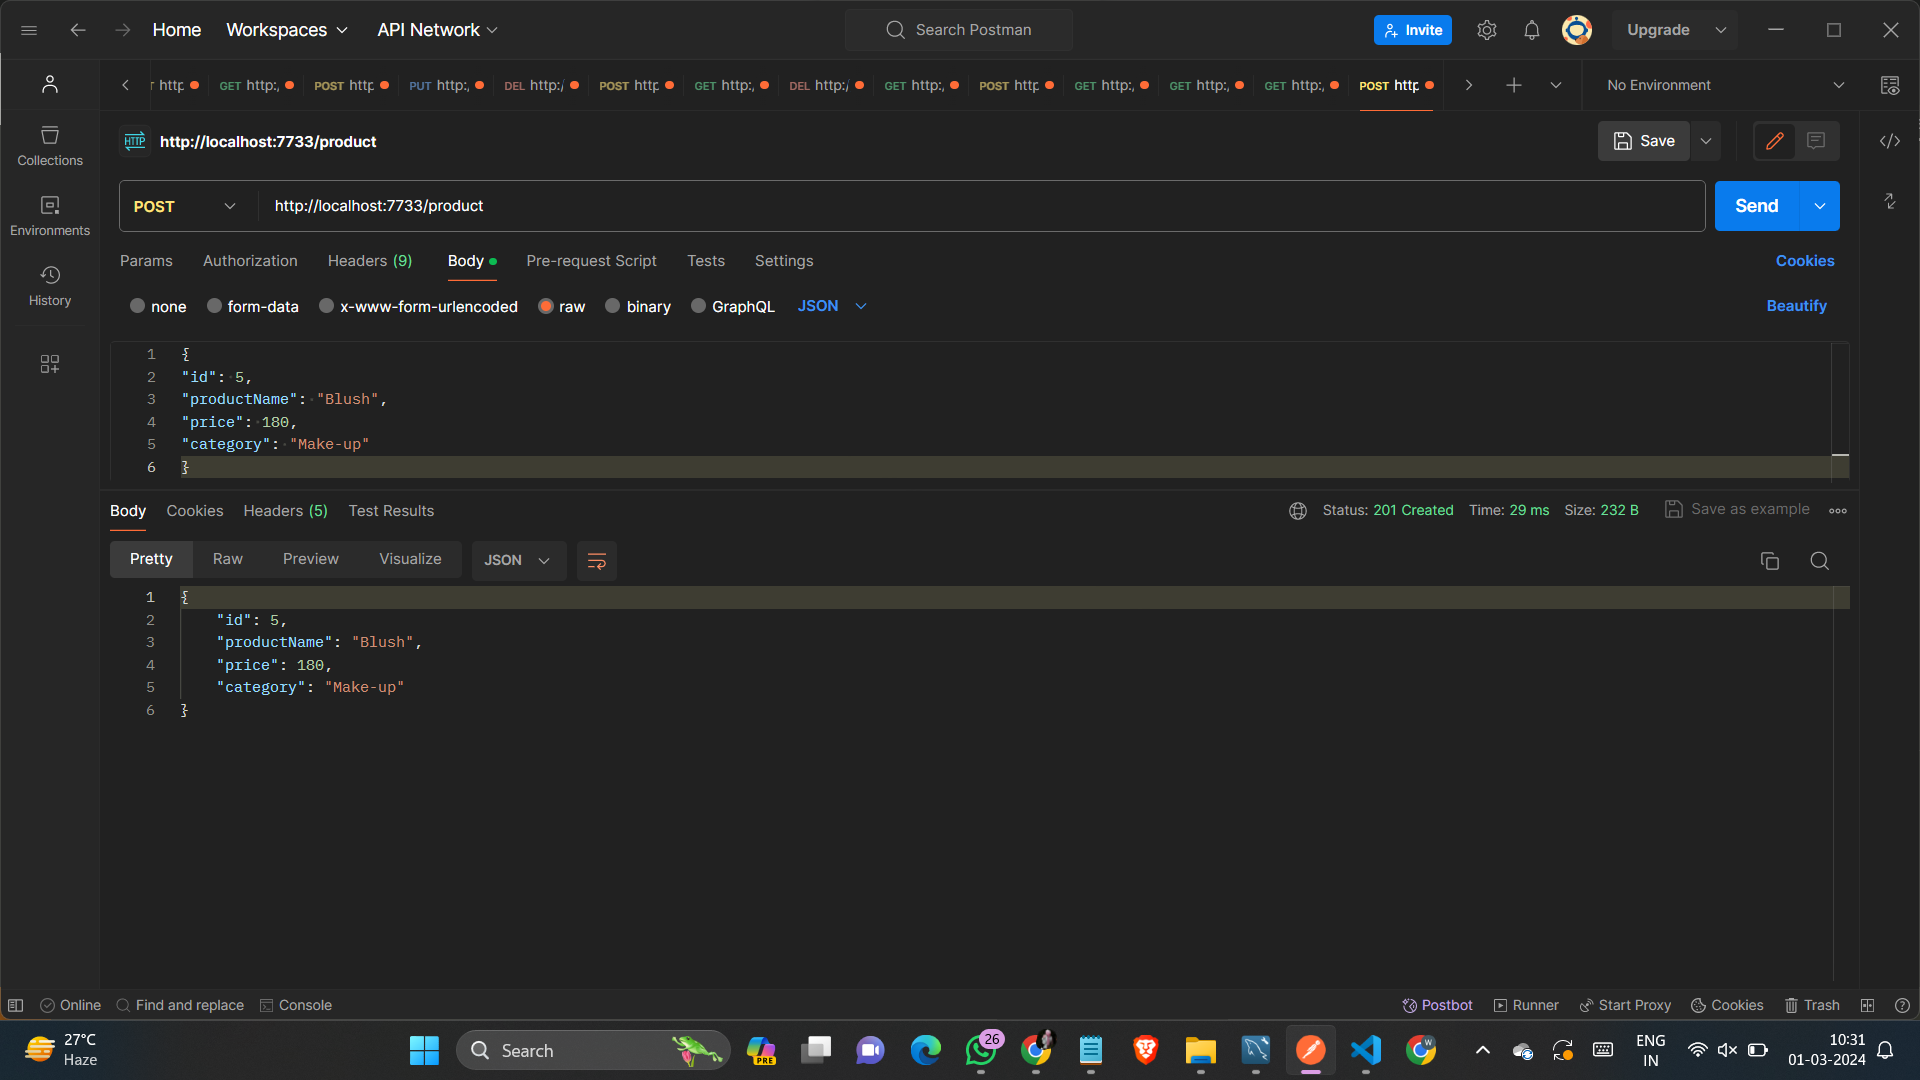 Home Workspaces API Network Search Postman Invite Upgrade
http GET http:/ POST http PUT http:/ DEL http:/ POST http GET http:/ DEL http:/ GET http:/ POST http GET http:/ GET http:/ GET http:/ POST http No Environment
HTTP http://localhost:7733/product Save
Collections
POST http://localhost:7733/product Send
Environments
Params Authorization Headers (9) Body Pre-request Script Tests Settings Cookies
History
none form-data x-www-form-urlencoded raw binary GraphQL JSON Beautify
1 {
2 "id": 5,
3 "productName": "Blush",
4 "price": 180,
5 "category": "Make-up"
6 }
Body Cookies Headers (5) Test Results Status: 201 Created Time: 29 ms Size: 232 B Save as example
Pretty Raw Preview Visualize JSON
1 {
2 "id": 5,
3 "productName": "Blush",
4 "price": 180,
5 "category": "Make-up"
6 }
Online Find and replace Console Postbot Runner Start Proxy Cookies Trash
27°C
Haze
Search
PRE
26
W
ENG
IN
10:31
01-03-2024